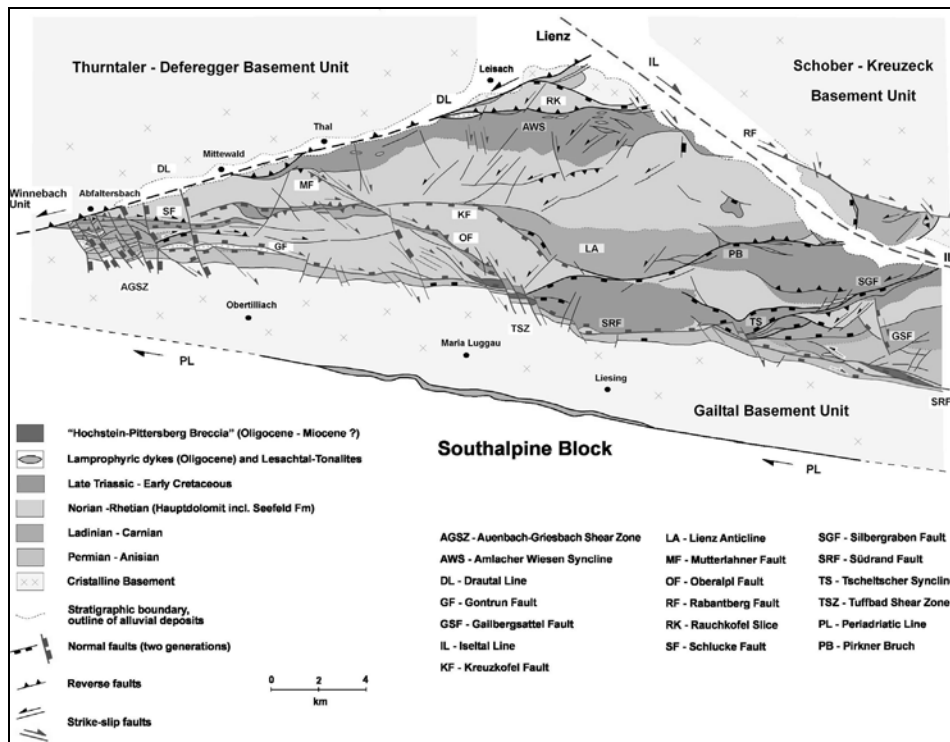 Lienz
IL
Thurntaler - Deferegger Basement Unit
Leisach
Schober - Kreuzeck
Basement Unit
DL
RK
Thal
AWS
RF
Mittewald
DL
MF
Winnebach
Unit
Abfaltersbach
SF
KF
OF
GF
LA
PB
IL
AGSZ
SGF
Obertilliach
TSZ
SRF
TS
GSF
Maria Luggau
PL
Liesing
SRF
Gailtal Basement Unit
Southalpine Block
PL
"Hochstein-Pittersberg Breccia" (Oligocene - Miocene ?)
Lamprophyric dykes (Oligocene) and Lesachtal-Tonalites
Late Triassic - Early Cretaceous
Norian -Rhetian (Hauptdolomit incl. Seefeld Fm)
Ladinian - Carnian
Permian - Anisian
Cristalline Basement
Stratigraphic boundary,
outline of alluvial deposits
Normal faults (two generations)
Reverse faults
Strike-slip faults
0 2 4
km
AGSZ - Auenbach-Griesbach Shear Zone
AWS - Amlacher Wiesen Syncline
DL - Drautal Line
GF - Gontrun Fault
GSF - Gailbergsattel Fault
IL - Iseltal Line
KF - Kreuzkofel Fault
LA - Lienz Anticline
MF - Mutterlahner Fault
OF - Oberalpl Fault
RF - Rabantberg Fault
RK - Rauchkofel Slice
SF - Schlucke Fault
SGF - Silbergraben Fault
SRF - Südrand Fault
TS - Tscheltscher Synclin
TSZ - Tuffbad Shear Zone
PL - Periadriatic Line
PB - Pirkner Bruch